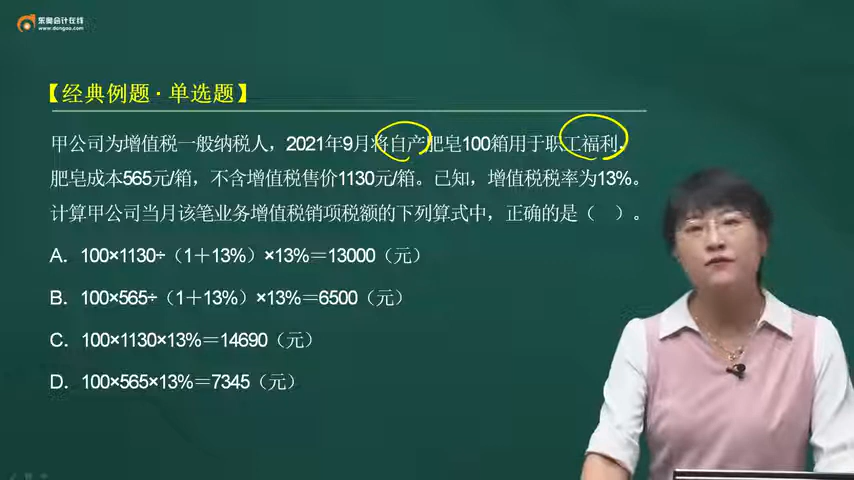 东奥会计在线
www.dongao.com
【经典例题·单选题】
甲公司为增值税一般纳税人，2021年9月将自产肥皂100箱用于职工福利，
肥皂成本565元/箱，不含增值税售价1130元/箱。已知，增值税税率为13%。
计算甲公司当月该笔业务增值税销项税额的下列算式中，正确的是（ ）。
A．100×1130÷（1＋13%）×13%＝13000（元）
B．100×565÷（1＋13%）×13%＝6500（元）
C．100×1130×13%＝14690（元）
D．100×565×13%＝7345（元）